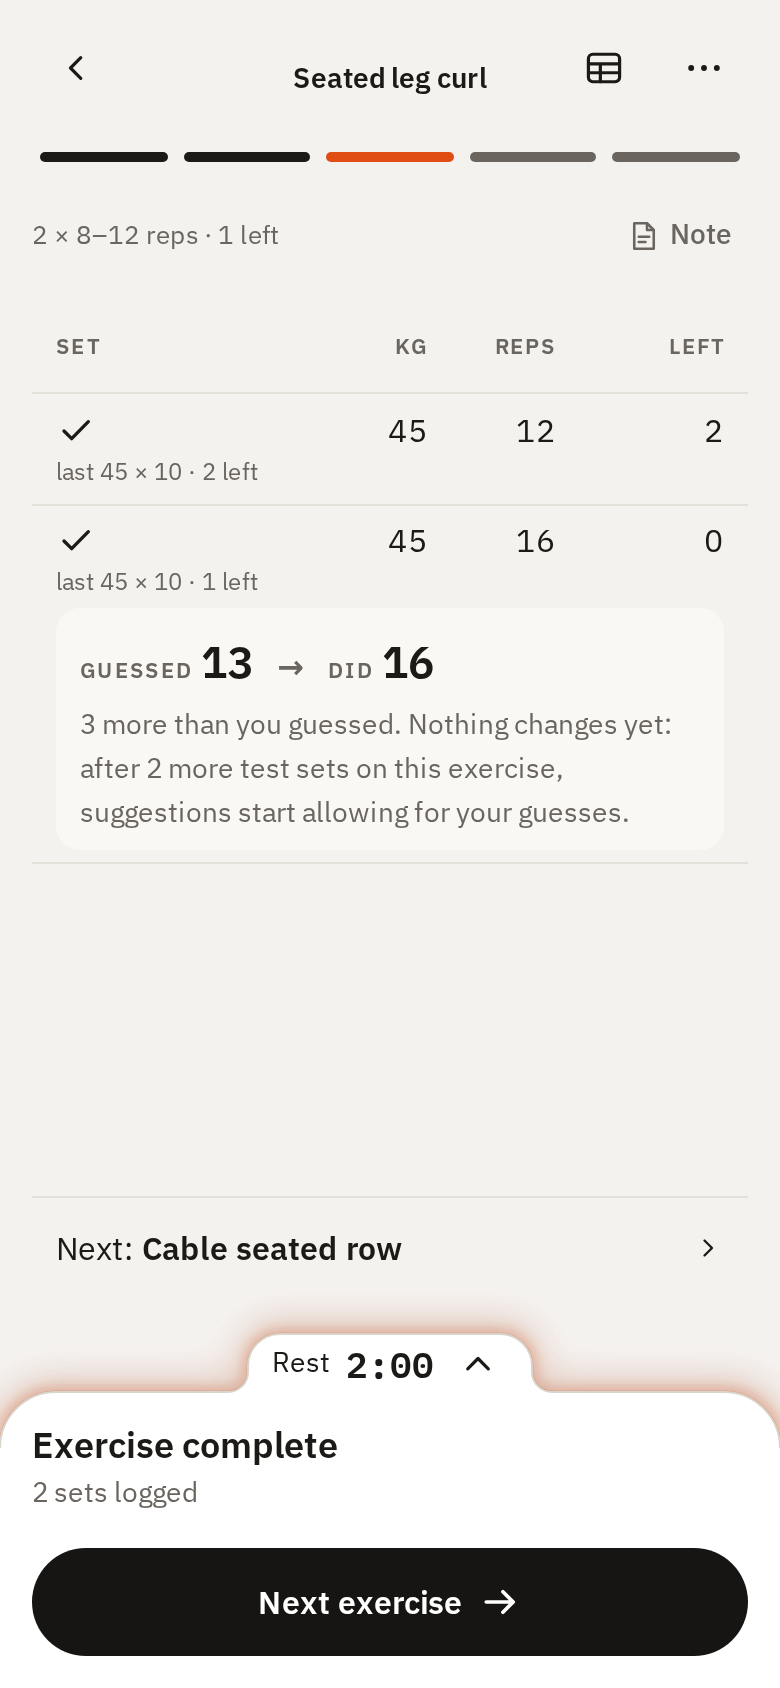 Seated leg curl
2 × 8–12 reps · 1 left
Note
SET KG REPS LEFT
45 12 2
last 45 × 10 · 2 left
45 16 0
last 45 × 10 · 1 left
GUESSED 13 → DID 16
3 more than you guessed. Nothing changes yet:
after 2 more test sets on this exercise,
suggestions start allowing for your guesses.
Next: Cable seated row
Rest 2:00
Exercise complete
2 sets logged
Next exercise →